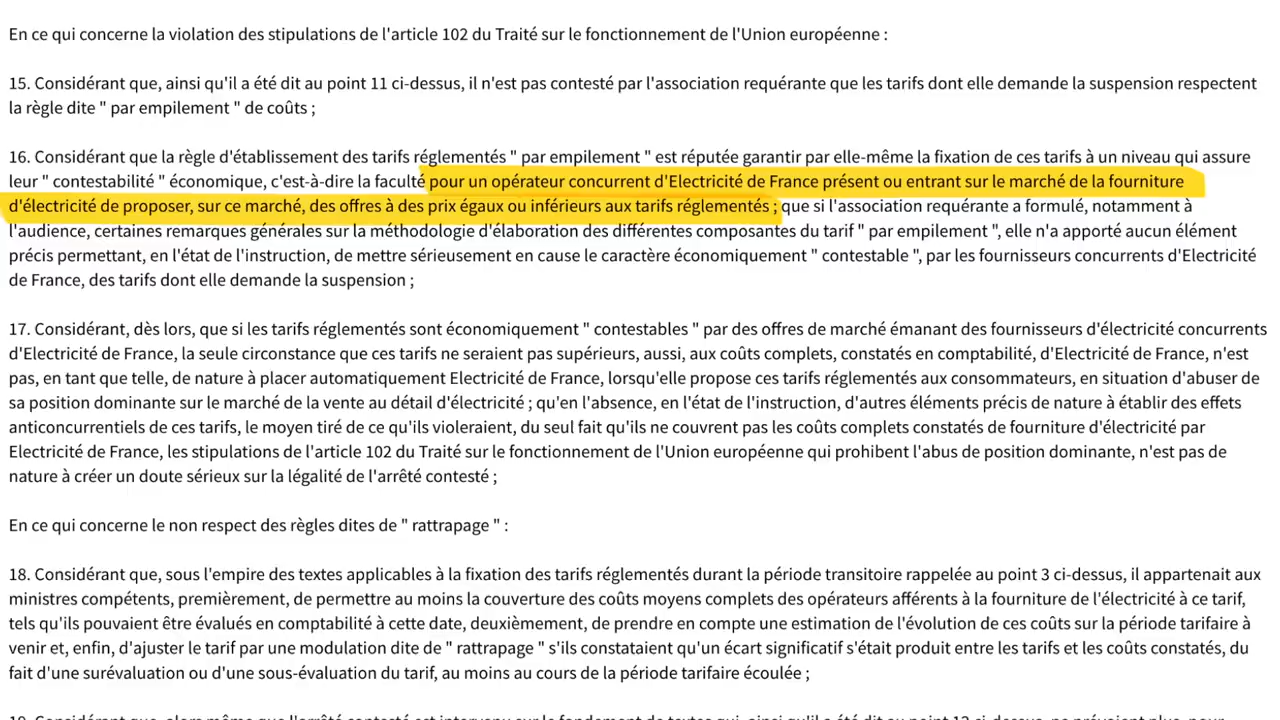 En ce qui concerne la violation des stipulations de l'article 102 du Traité sur le fonctionnement de l'Union européenne :
15. Considérant que, ainsi qu'il a été dit au point 11 ci-dessus, il n'est pas contesté par l'association requérante que les tarifs dont elle demande la suspension respectent
la règle dite " par empilement " de coûts ;
16. Considérant que la règle d'établissement des tarifs réglementés " par empilement " est réputée garantir par elle-même la fixation de ces tarifs à un niveau qui assure
leur " contestabilité " économique, c'est-à-dire la faculté pour un opérateur concurrent d'Electricité de France présent ou entrant sur le marché de la fourniture
d'électricité de proposer, sur ce marché, des offres à des prix égaux ou inférieurs aux tarifs réglementés ; que si l'association requérante a formulé, notamment à
l'audience, certaines remarques générales sur la méthodologie d'élaboration des différentes composantes du tarif " par empilement ", elle n'a apporté aucun élément
précis permettant, en l'état de l'instruction, de mettre sérieusement en cause le caractère économiquement " contestable ", par les fournisseurs concurrents d'Electricité
de France, des tarifs dont elle demande la suspension ;
17. Considérant, dès lors, que si les tarifs réglementés sont économiquement " contestables " par des offres de marché émanant des fournisseurs d'électricité concurrents
d'Electricité de France, la seule circonstance que ces tarifs ne seraient pas supérieurs, aussi, aux coûts complets, constatés en comptabilité, d'Electricité de France, n'est
pas, en tant que telle, de nature à placer automatiquement Electricité de France, lorsqu'elle propose ces tarifs réglementés aux consommateurs, en situation d'abuser de
sa position dominante sur le marché de la vente au détail d'électricité ; qu'en l'absence, en l'état de l'instruction, d'autres éléments précis de nature à établir des effets
anticoncurrentiels de ces tarifs, le moyen tiré de ce qu'ils violeraient, du seul fait qu'ils ne couvrent pas les coûts complets constatés de fourniture d'électricité par
Electricité de France, les stipulations de l'article 102 du Traité sur le fonctionnement de l'Union européenne qui prohibent l'abus de position dominante, n'est pas de
nature à créer un doute sérieux sur la légalité de l'arrêté contesté ;
En ce qui concerne le non respect des règles dites de " rattrapage " :
18. Considérant que, sous l'empire des textes applicables à la fixation des tarifs réglementés durant la période transitoire rappelée au point 3 ci-dessus, il appartenait aux
ministres compétents, premièrement, de permettre au moins la couverture des coûts moyens complets des opérateurs afférents à la fourniture de l'électricité à ce tarif,
tels qu'ils pouvaient être évalués en comptabilité à cette date, deuxièmement, de prendre en compte une estimation de l'évolution de ces coûts sur la période tarifaire à
venir et, enfin, d'ajuster le tarif par une modulation dite de " rattrapage " s'ils constataient qu'un écart significatif s'était produit entre les tarifs et les coûts constatés, du
fait d'une surévaluation ou d'une sous-évaluation du tarif, au moins au cours de la période tarifaire écoulée ;